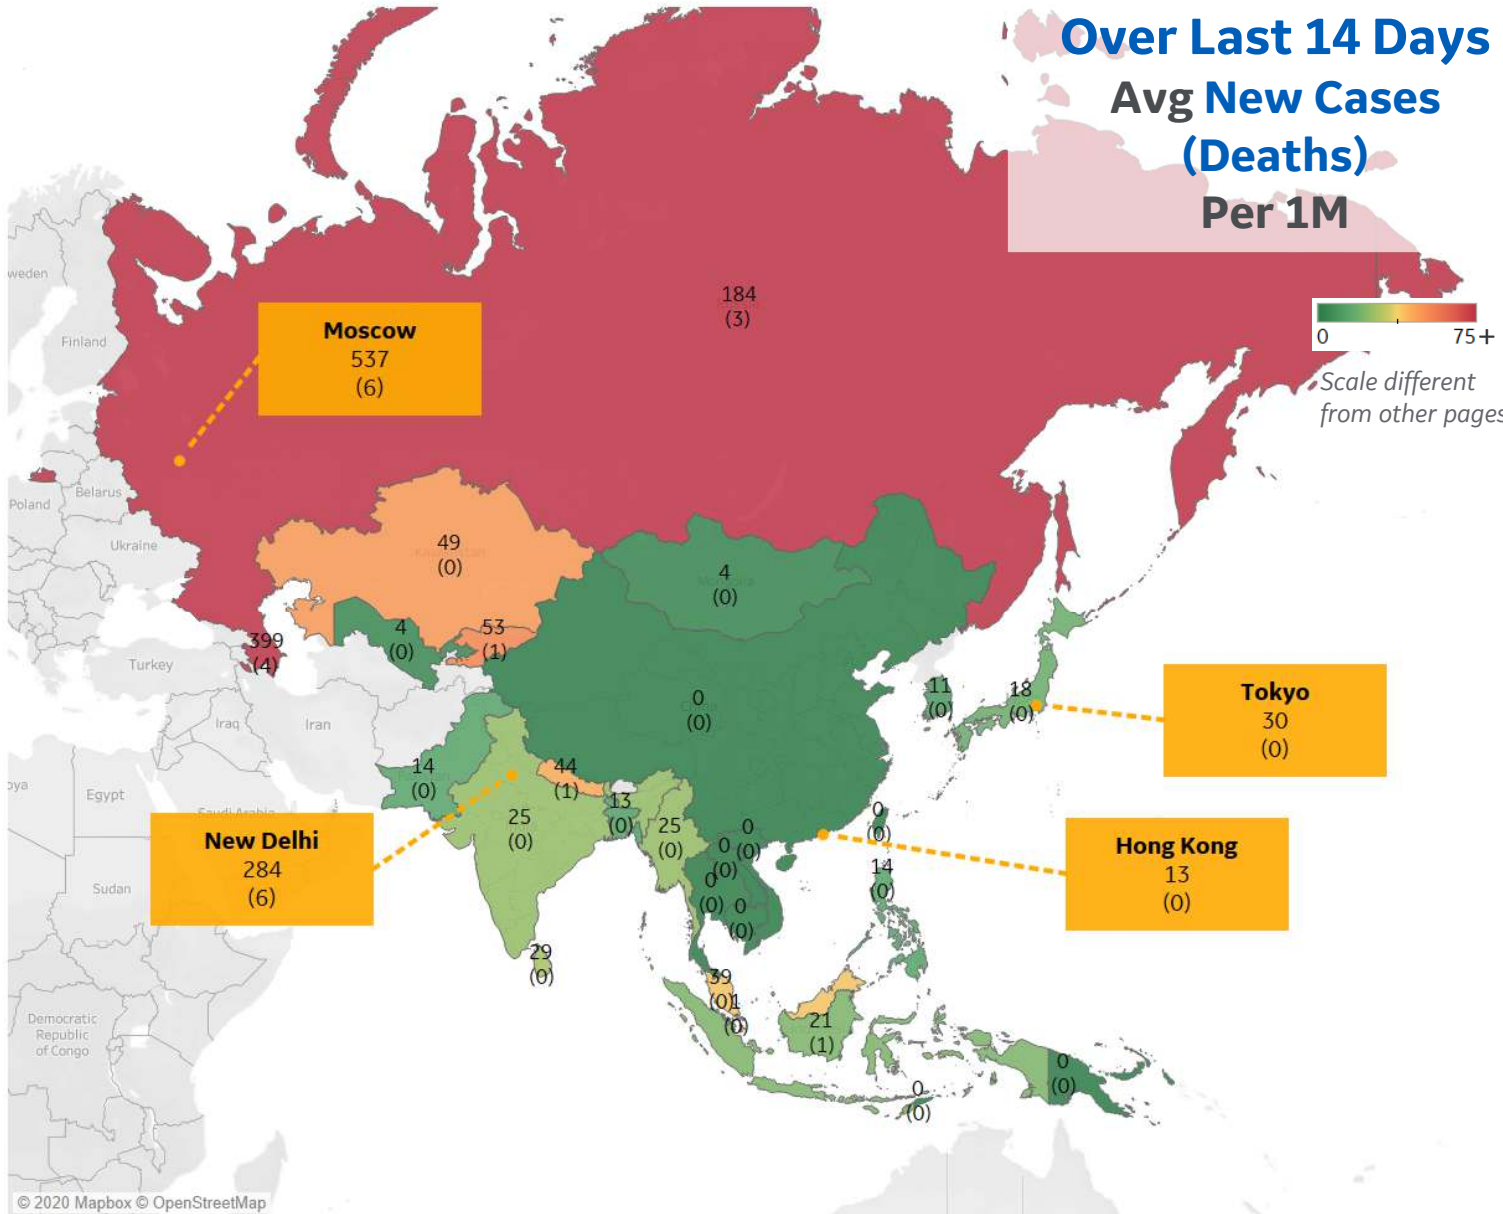 Over Last 14 Days
Avg New Cases
(Deaths)
Per 1M
0
75+
Scale different
from other pages
184
(3)
Moscow
537
(6)
weden
Finland
Poland
Belarus
Ukraine
49
(0)
4
(0)
4
(0)
53
(1)
399
(4)
Turkey
Iraq
Iran
0
(0)
11
(0)
18
(0)
Tokyo
30
(0)
14
(0)
44
(1)
13
(0)
25
(0)
25
(0)
oya
Egypt
Saudi Arabia
New Delhi
284
(6)
0
(0)
0
(0)
0
(0)
0
(0)
0
(0)
Hong Kong
13
(0)
14
(0)
Sudan
29
(0)
39
(0)
1
(0)
21
(1)
0
(0)
0
(0)
Democratic
Republic
of Congo
© 2020 Mapbox © OpenStreetMap